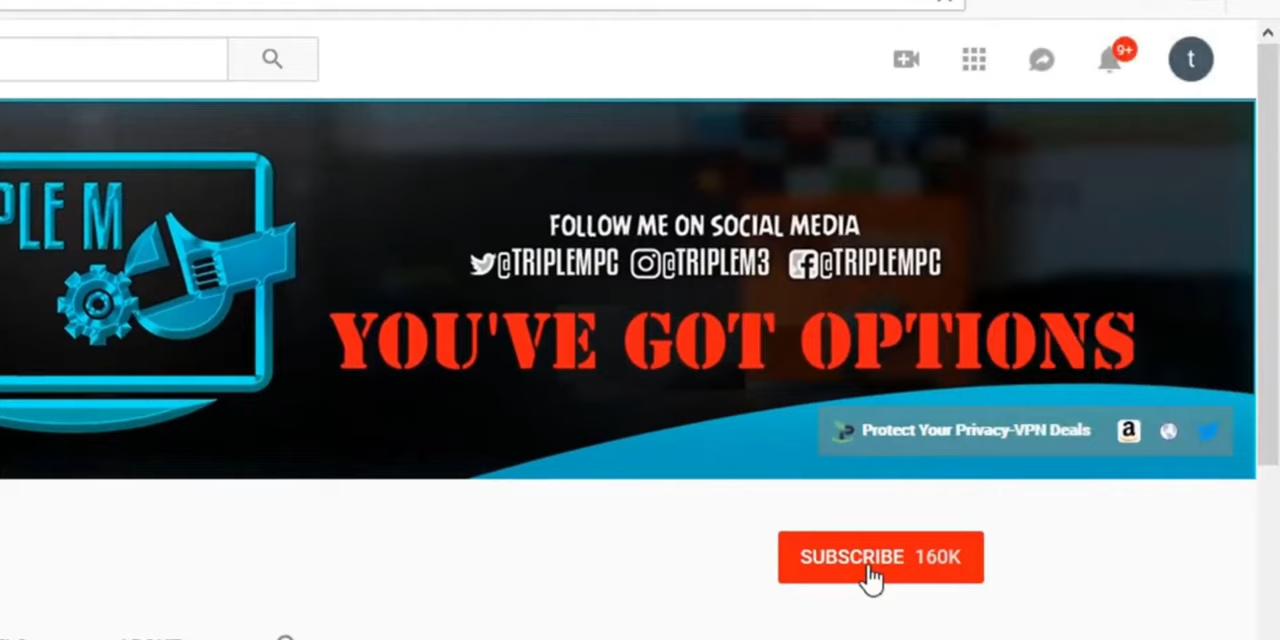 9+
t
PLE M
FOLLOW ME ON SOCIAL MEDIA
@TRIPLEMPC @TRIPLEM3 @TRIPLEMPC
YOU'VE GOT OPTIONS
Protect Your Privacy-VPN Deals a
SUBSCRIBE 160K